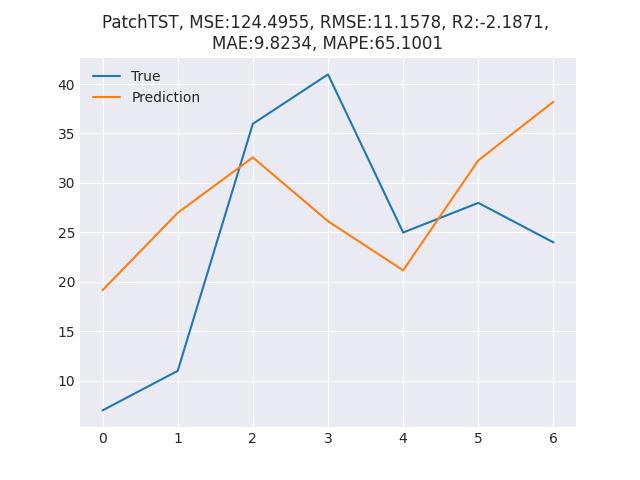 PatchTST, MSE:124.4955, RMSE:11.1578, R2:-2.1871,
MAE:9.8234, MAPE:65.1001
True
Prediction
40
35
30
25
20
15
10
0 1 2 3 4 5 6